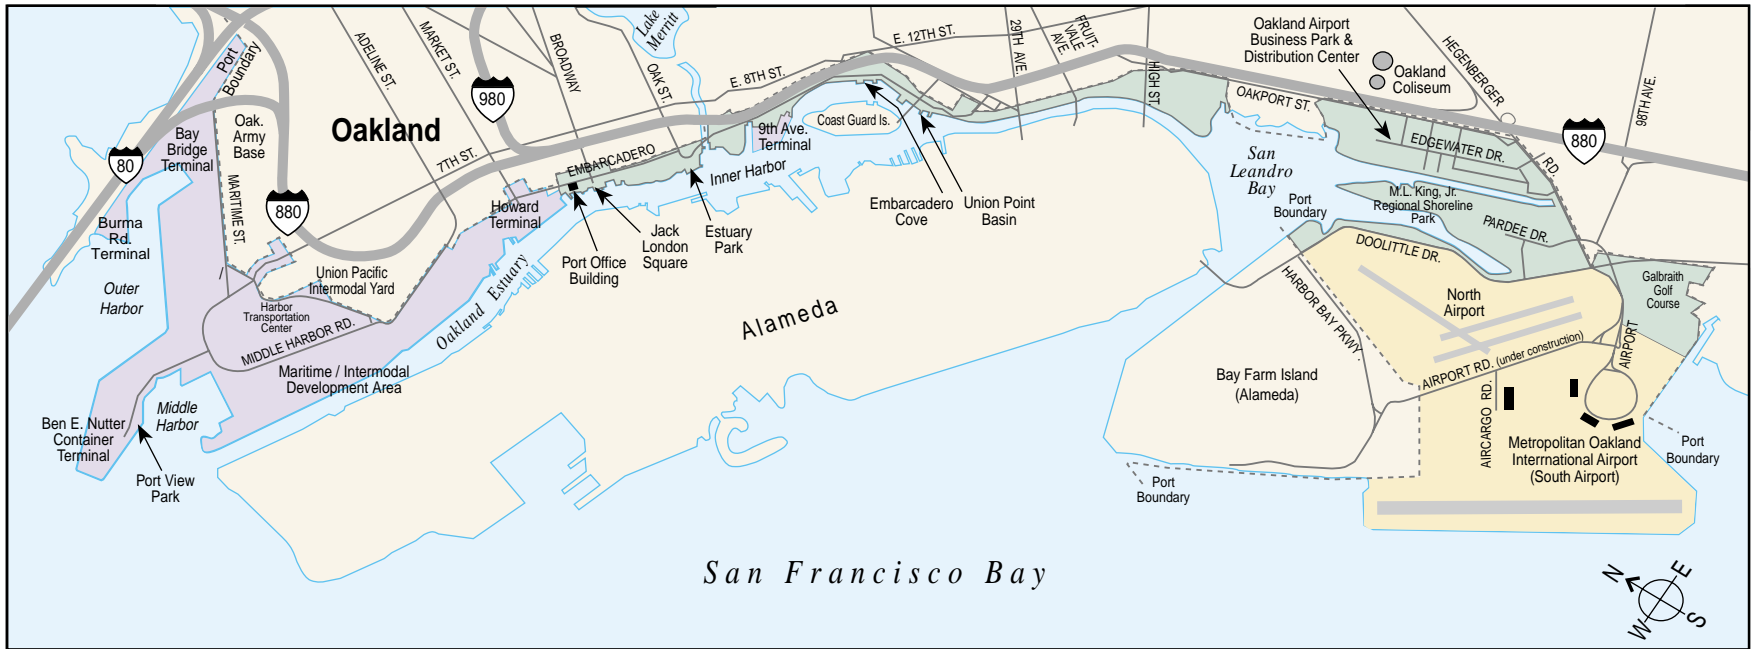 Port
Boundary
ADELINE ST.
MARKET ST.
BROADWAY
OAK ST.
Lake
Merritt
E. 8TH ST.
E. 12TH ST.
29TH AVE.
FRUIT-
VALE
AVE.
HIGH ST.
Oakland Airport
Business Park &
Distribution Center
Oakland
Coliseum
HEGENBERGER
RD.
98TH AVE.
80
980
880
880
Oakland
Oak.
Army
Base
Bay
Bridge
Terminal
MARITIME ST.
7TH ST.
EMBARCADERO
9th Ave.
Terminal
Coast Guard Is.
Inner Harbor
OAKPORT ST.
EDGEWATER DR.
San
Leandro
Bay
M.L. King, Jr.
Regional Shoreline
Park
PARDEE DR.
Port
Boundary
DOOLITTLE DR.
Burma
Rd.
Terminal
Outer
Harbor
Howard
Terminal
Port Office
Building
Jack
London
Square
Estuary
Park
Embarcadero
Cove
Union Point
Basin
Union Pacific
Intermodal Yard
Harbor
Transportation
Center
MIDDLE HARBOR RD.
Oakland Estuary
Maritime / Intermodal
Development Area
Alameda
HARBOR BAY PKWY.
North
Airport
Galbraith
Golf
Course
AIRPORT
AIRPORT RD. (under construction)
AIRCARGO RD.
Bay Farm Island
(Alameda)
Middle
Harbor
Ben E. Nutter
Container
Terminal
Port View
Park
Metropolitan Oakland
International Airport
(South Airport)
Port
Boundary
Port
Boundary
San Francisco Bay
N
E
W
S